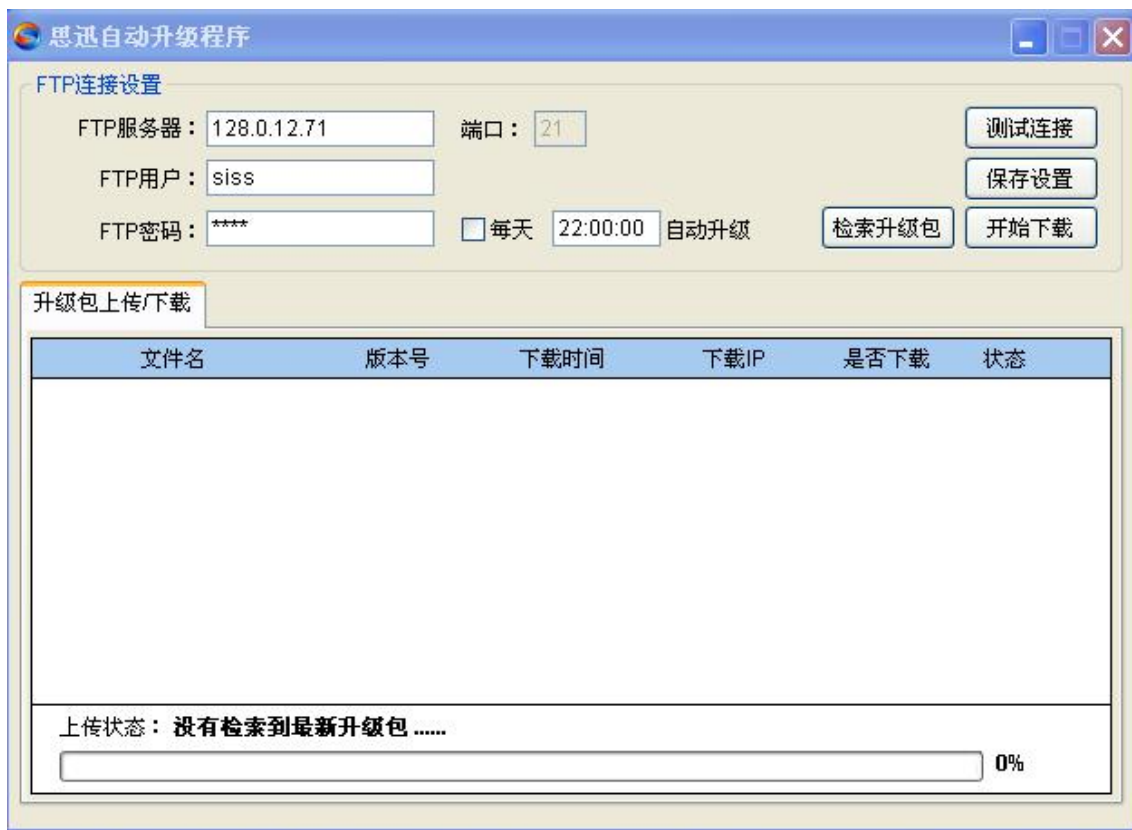 思迅自动升级程序
FTP连接设置
FTP服务器： 128.0.12.71 端口： 21 测试连接
FTP用户： siss 保存设置
FTP密码： **** 每天 22:00:00 自动升级 检索升级包 开始下载
升级包上传/下载
文件名 版本号 下载时间 下载IP 是否下载 状态
上传状态： 没有检索到最新升级包 ......
0%